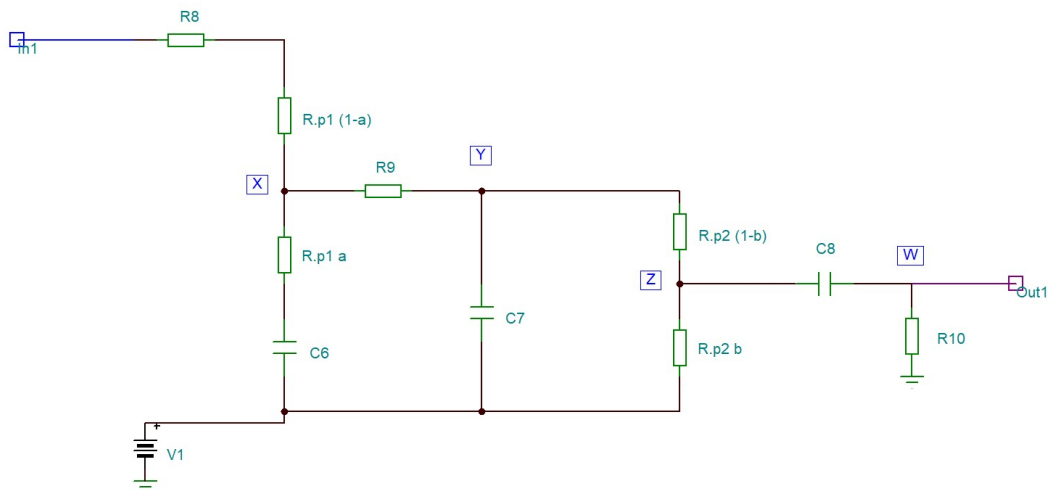 R8
In1
R.p1 (1-a)
Y
R9
X
R.p2 (1-b)
C8
W
R.p1 a
Z
Out1
C7
R10
R.p2 b
C6
+
V1